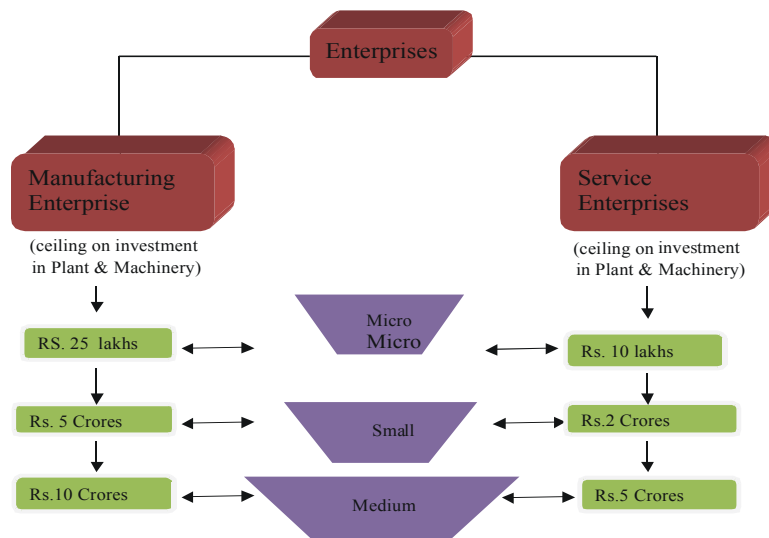 Enterprises
Manufacturing
Enterprise
Service
Enterprises
(ceiling on investment
in Plant & Machinery)
(ceiling on investment
in Plant & Machinery)
Micro
Micro
RS. 25 lakhs
Rs. 10 lakhs
Rs. 5 Crores
Small
Rs.2 Crores
Rs.10 Crores
Medium
Rs.5 Crores